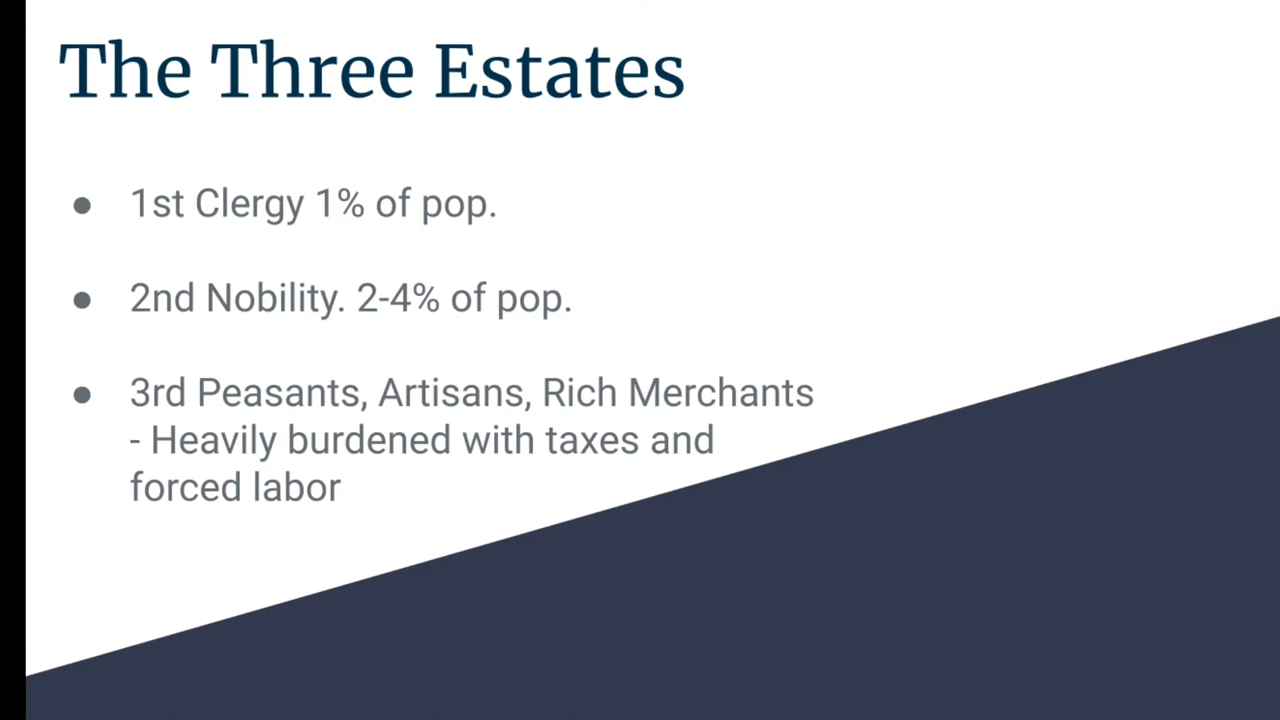 The Three Estates
● 1st Clergy 1% of pop.
● 2nd Nobility. 2-4% of pop.
● 3rd Peasants, Artisans, Rich Merchants
- Heavily burdened with taxes and
forced labor